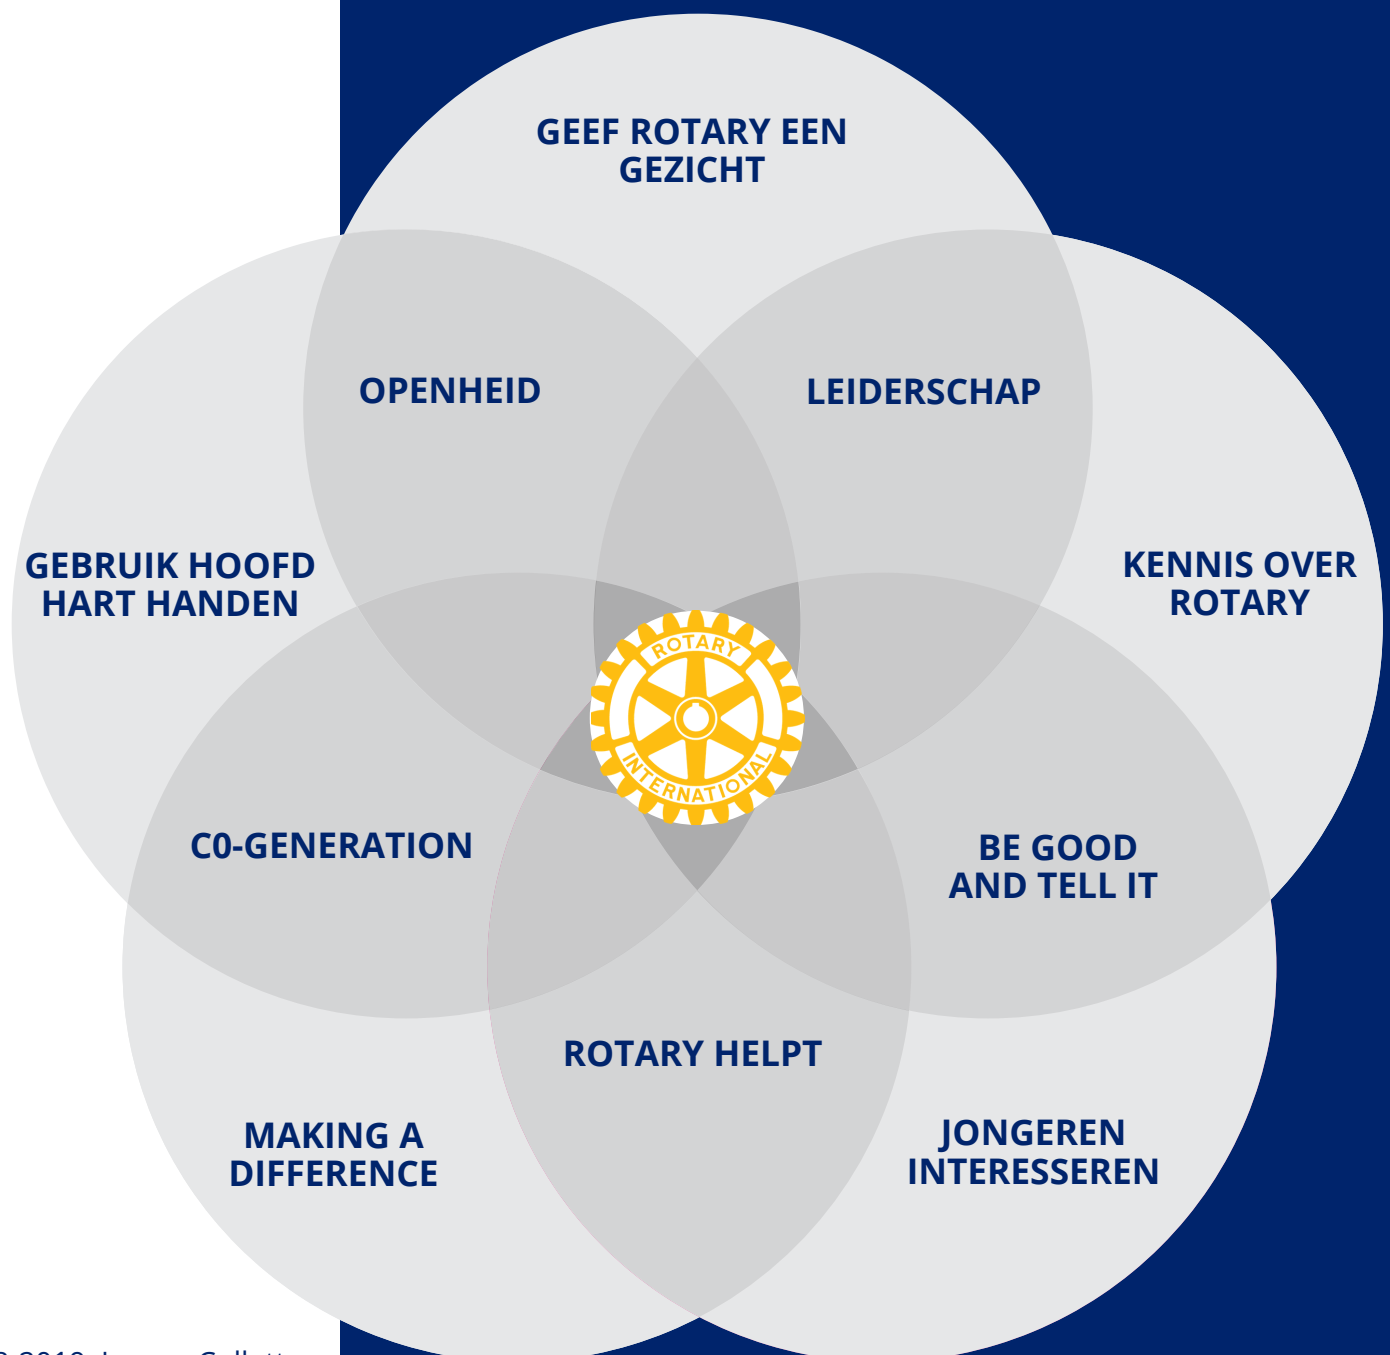 GEEF ROTARY EEN
GEZICHT
OPENHEID
LEIDERSCHAP
GEBRUIK HOOFD
HART HANDEN
KENNIS OVER
ROTARY
ROTARY
INTERNATIONAL
C0-GENERATION
BE GOOD
AND TELL IT
ROTARY HELPT
MAKING A
DIFFERENCE
JONGEREN
INTERESSEREN